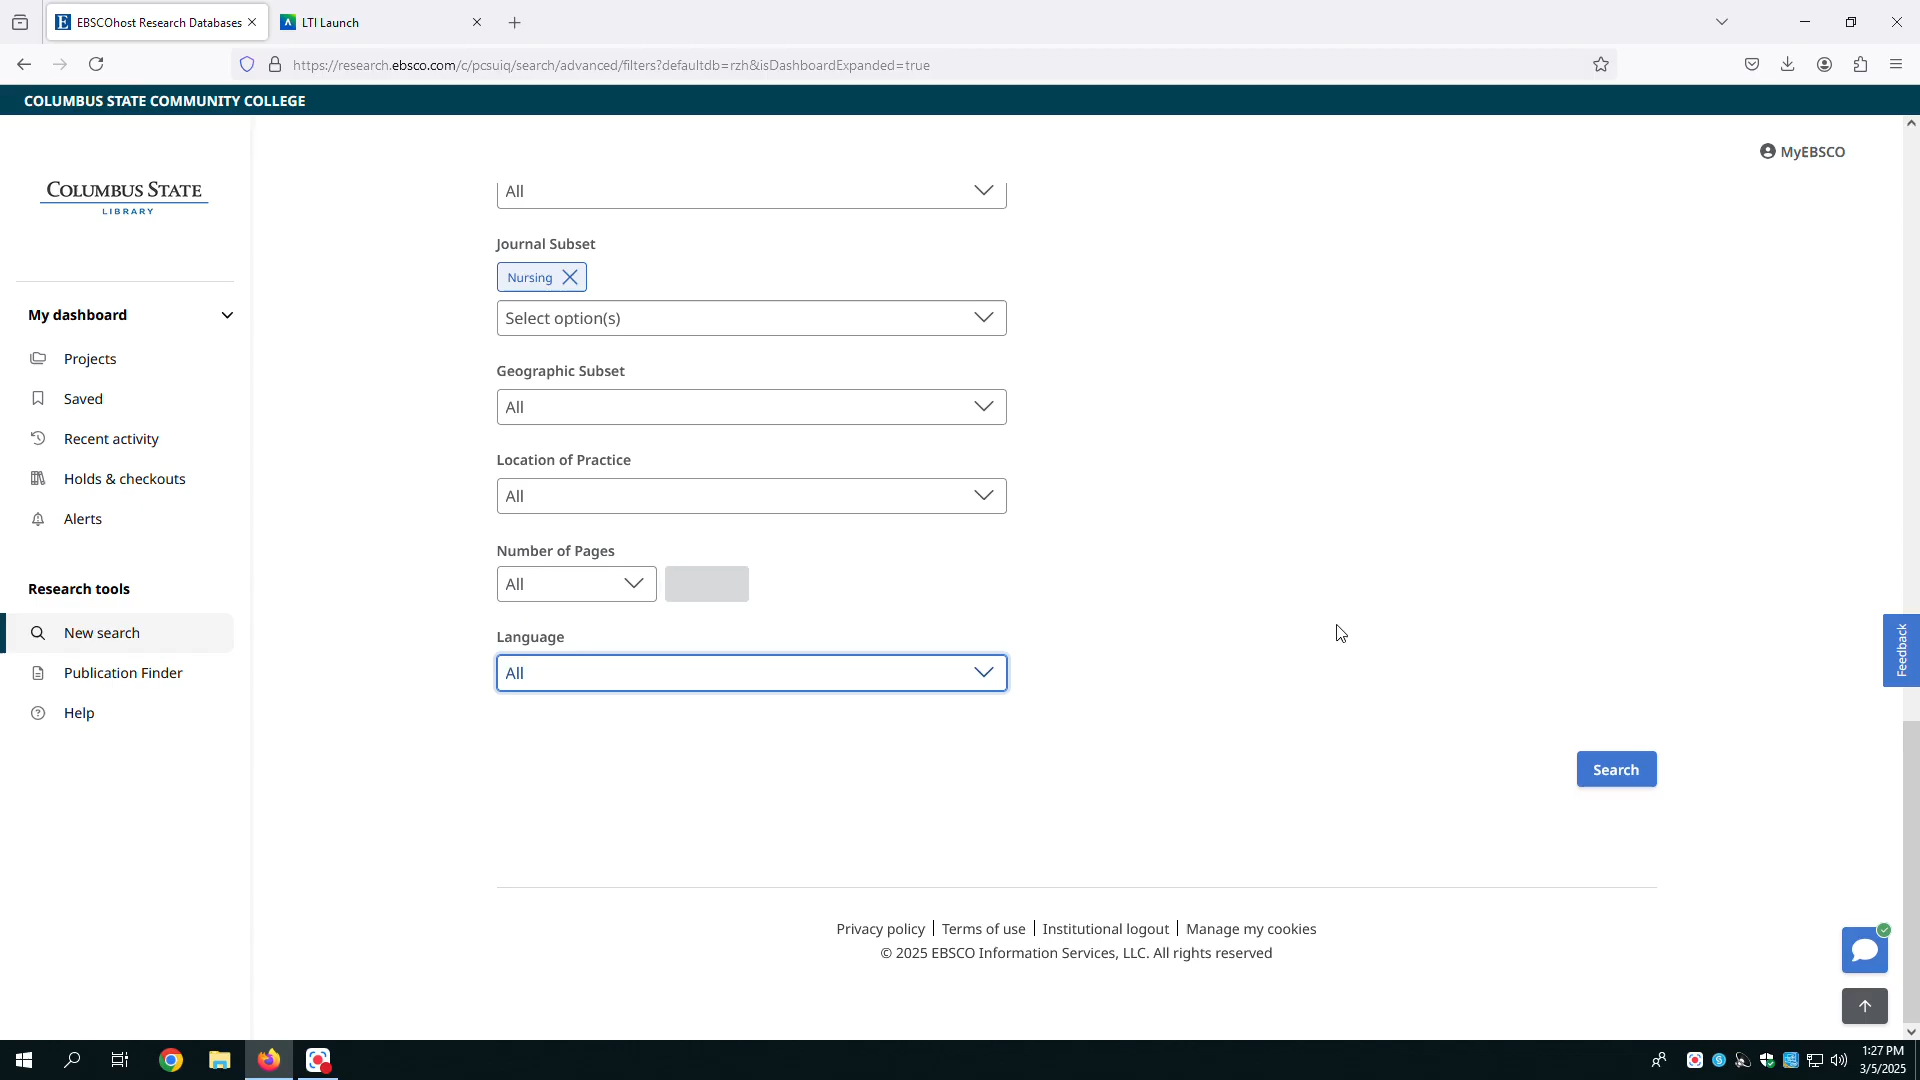 EBSCOhost Research Databases
LTI Launch
https://research.ebsco.com/c/pcsuiq/search/advanced/filters?defaultdb=rzh&isDashboardExpanded=true
COLUMBUS STATE COMMUNITY COLLEGE
MyEBSCO
COLUMBUS STATE
LIBRARY
My dashboard
Projects
Saved
Recent activity
Holds & checkouts
Alerts
Research tools
New search
Publication Finder
Help
All
Journal Subset
Nursing
Select option(s)
Geographic Subset
All
Location of Practice
All
Number of Pages
All
Language
All
Search
Feedback
Privacy policy | Terms of use | Institutional logout | Manage my cookies
© 2025 EBSCO Information Services, LLC. All rights reserved
1:27 PM
3/5/2025